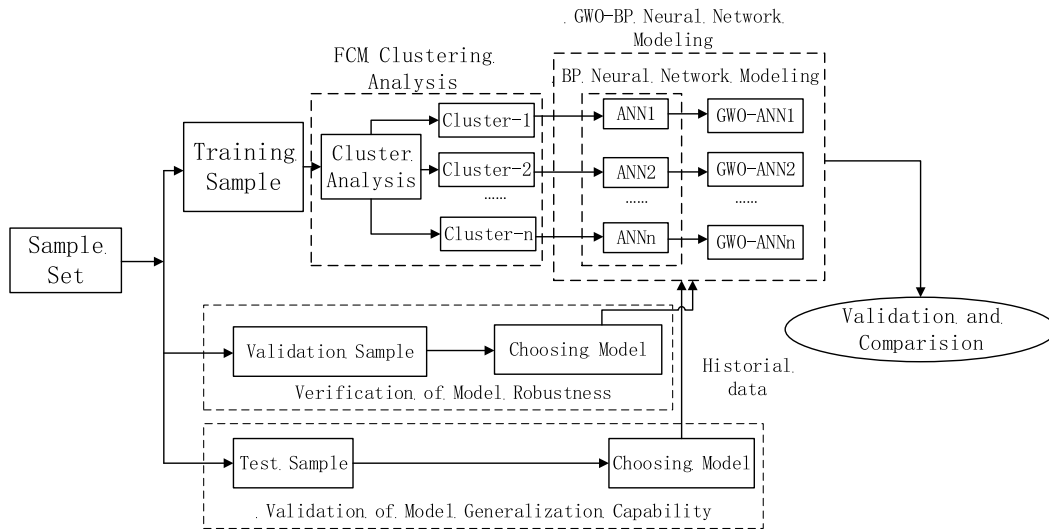 GWO-BP Neural Network
Modeling
FCM Clustering
Analysis
BP Neural Network Modeling
Training
Sample
Cluster
Analysis
Cluster-1
Cluster-2
......
Cluster-n
ANN1
ANN2
......
ANNn
GWO-ANN1
GWO-ANN2
......
GWO-ANNn
Sample
Set
Validation and
Comparision
Validation Sample
Choosing Model
Verification of Model Robustness
Historial
data
Test Sample
Choosing Model
Validation of Model Generalization Capability